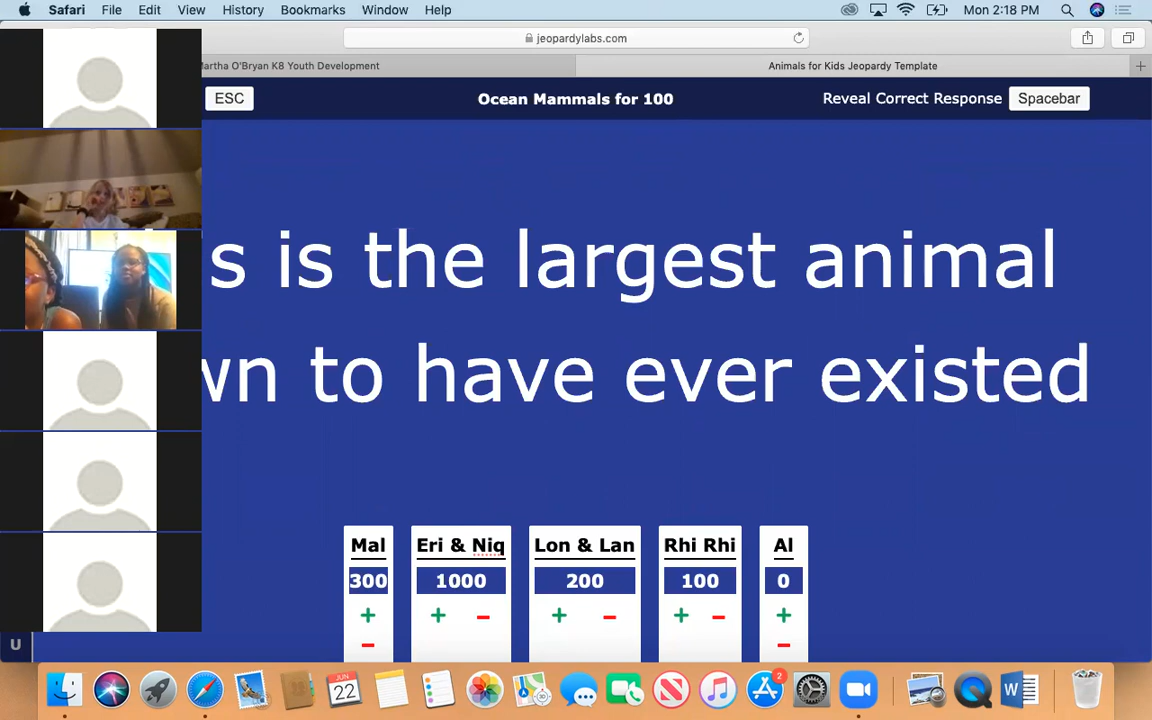 Safari File Edit View History Bookmarks Window Help Mon 2:18 PM
jeopardylabs.com
artha O'Bryan K8 Youth Development Animals for Kids Jeopardy Template
ESC Ocean Mammals for 100 Reveal Correct Response Spacebar
s is the largest animal
wn to have ever existed
Mal Eri & Niq Lon & Lan Rhi Rhi Al
300 1000 200 100 0
+ + − + − + − +
− −
U
JUN 22 30 2 W